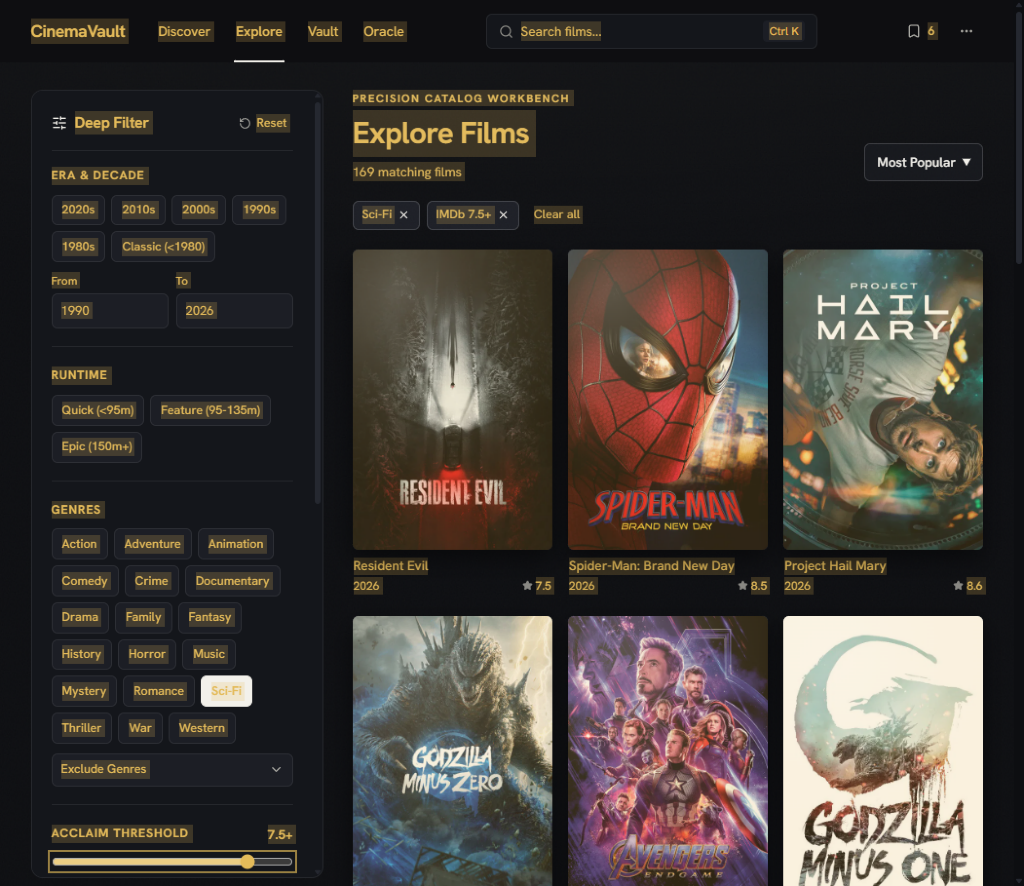 CinemaVault
Discover
Explore
Vault
Oracle
Search films...
Ctrl K
6
Deep Filter
Reset
ERA & DECADE
2020s 2010s 2000s 1990s
1980s Classic (<1980)
From To
1990 2026
RUNTIME
Quick (<95m) Feature (95-135m)
Epic (150m+)
GENRES
Action Adventure Animation
Comedy Crime Documentary
Drama Family Fantasy
History Horror Music
Mystery Romance Sci-Fi
Thriller War Western
Exclude Genres
ACCLAIM THRESHOLD 7.5+
PRECISION CATALOG WORKBENCH
Explore Films
169 matching films
Most Popular
Sci-Fi × IMDb 7.5+ × Clear all
RESIDENT EVIL
Resident Evil
2026 7.5
SPIDER-MAN
BRAND NEW DAY
Spider-Man: Brand New Day
2026 8.5
PROJECT
HAIL
MARY
Project Hail Mary
2026 8.6
GODZILLA
MINUS ZERO
AVENGERS
ENDGAME
GODZILLA
MINUS ONE